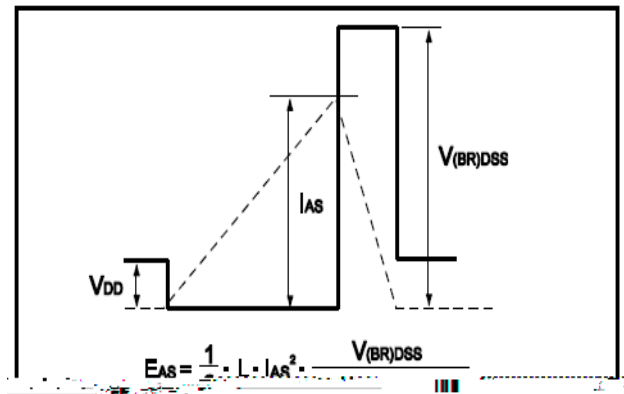 V(BR)DSS
IAS
VDD
EAS = 1 · L · IAS² · V(BR)DSS